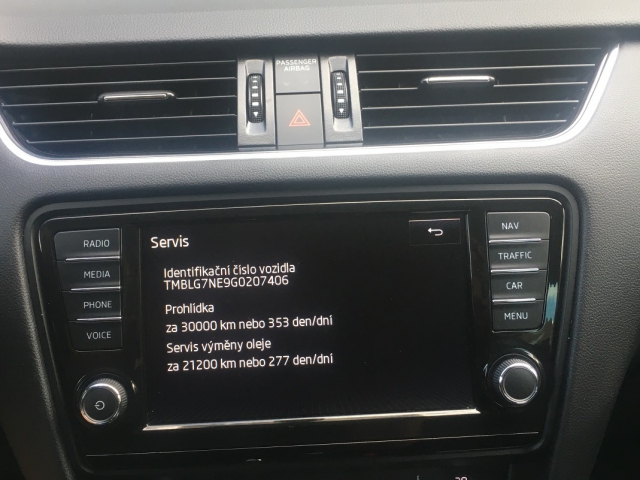 PASSENGER
AIRBAG
RADIO
MEDIA
PHONE
VOICE
Servis
Identifikační číslo vozidla
TMBLG7NE9G0207406
Prohlídka
za 30000 km nebo 353 den/dní
Servis výměny oleje
za 21200 km nebo 277 den/dní
NAV
TRAFFIC
CAR
MENU